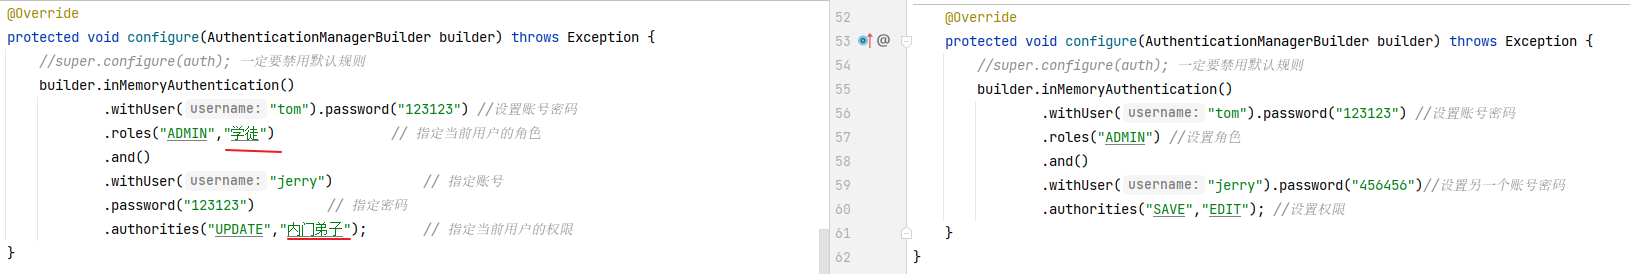 @Override
protected void configure(AuthenticationManagerBuilder builder) throws Exception {
//super.configure(auth); 一定要禁用默认规则
builder.inMemoryAuthentication()
.withUser( username: "tom").password("123123") //设置账号密码
.roles("ADMIN","学徒") // 指定当前用户的角色
.and()
.withUser( username: "jerry") // 指定账号
.password("123123") // 指定密码
.authorities("UPDATE","内门弟子"); // 指定当前用户的权限
}
52 @Override
53 @ protected void configure(AuthenticationManagerBuilder builder) throws Exception {
54 //super.configure(auth); 一定要禁用默认规则
55 builder.inMemoryAuthentication()
56 .withUser( username: "tom").password("123123") //设置账号密码
57 .roles("ADMIN") //设置角色
58 .and()
59 .withUser( username: "jerry").password("456456")//设置另一个账号密码
60 .authorities("SAVE","EDIT"); //设置权限
61 }
62 }